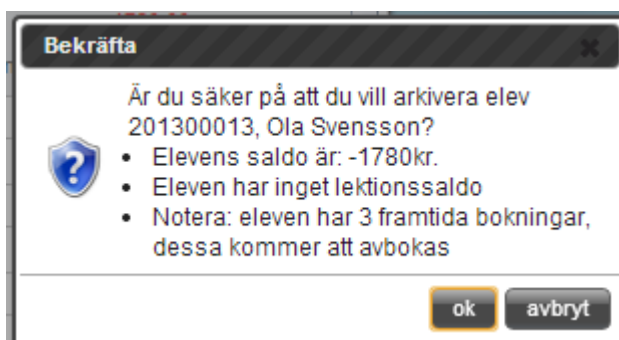 Bekräfta
Är du säker på att du vill arkivera elev
201300013, Ola Svensson?
• Elevens saldo är: -1780kr.
• Eleven har inget lektionssaldo
• Notera: eleven har 3 framtida bokningar,
dessa kommer att avbokas
ok avbryt